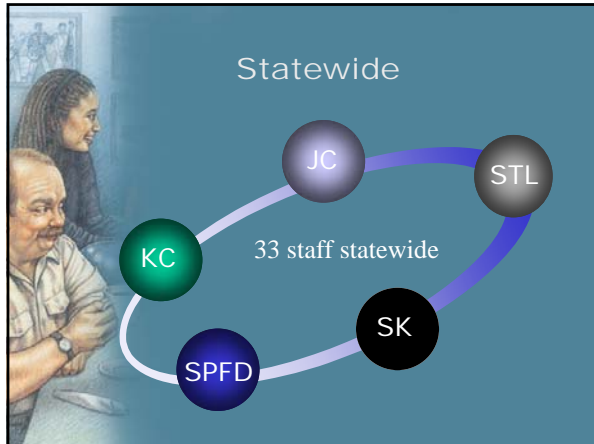 Statewide
JC
STL
KC
33 staff statewide
SK
SPFD